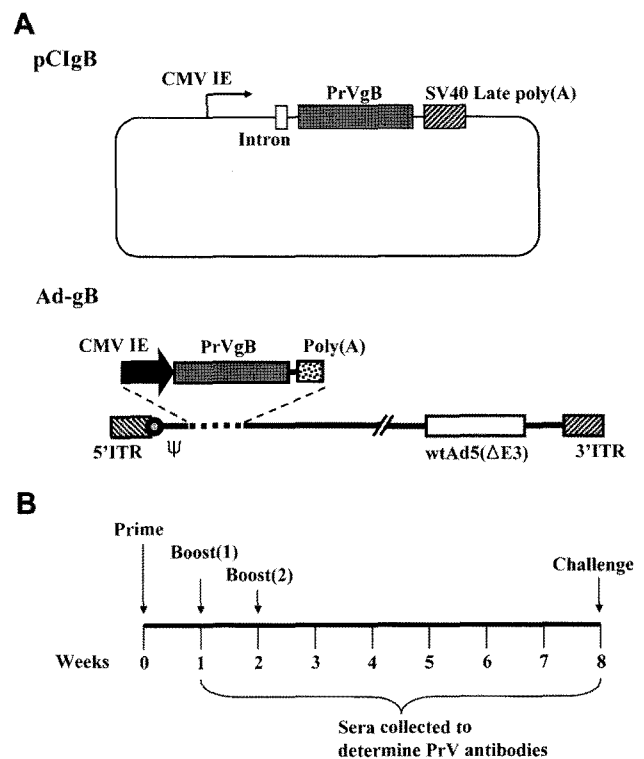 A
pCIgB
CMV IE
PrVgB
SV40 Late poly(A)
Intron
Ad-gB
CMV IE
PrVgB
Poly(A)
5'ITR
Ψ
wtAd5(ΔE3)
3'ITR
B
Prime
Boost(1)
Boost(2)
Challenge
Weeks
0 1 2 3 4 5 6 7 8
Sera collected to
determine PrV antibodies